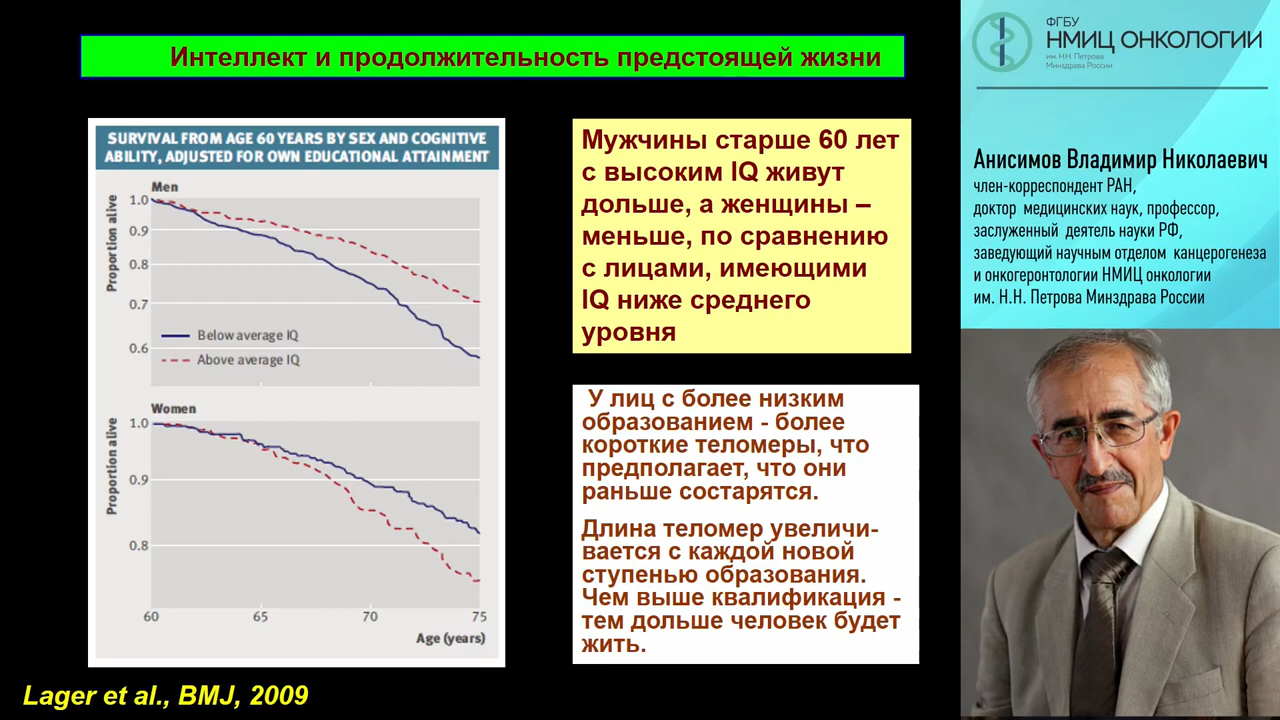 Интеллект и продолжительность предстоящей жизни
SURVIVAL FROM AGE 60 YEARS BY SEX AND COGNITIVE
ABILITY, ADJUSTED FOR OWN EDUCATIONAL ATTAINMENT
Men
Proportion alive
1.0
0.9
0.8
0.7
0.6
Below average IQ
Above average IQ
Women
Proportion alive
1.0
0.9
0.8
60 65 70 75
Age (years)
Lager et al., BMJ, 2009
Мужчины старше 60 лет
с высоким IQ живут
дольше, а женщины –
меньше, по сравнению
с лицами, имеющими
IQ ниже среднего
уровня
У лиц с более низким
образованием - более
короткие теломеры, что
предполагает, что они
раньше состарятся.
Длина теломер увеличи-
вается с каждой новой
ступенью образования.
Чем выше квалификация -
тем дольше человек будет
жить.
ФГБУ
НМИЦ ОНКОЛОГИИ
им. Н.Н. Петрова
Минздрава России
Анисимов Владимир Николаевич
член-корреспондент РАН,
доктор медицинских наук, профессор,
заслуженный деятель науки РФ,
заведующий научным отделом канцерогенеза
и онкогеронтологии НМИЦ онкологии
им. Н.Н. Петрова Минздрава России